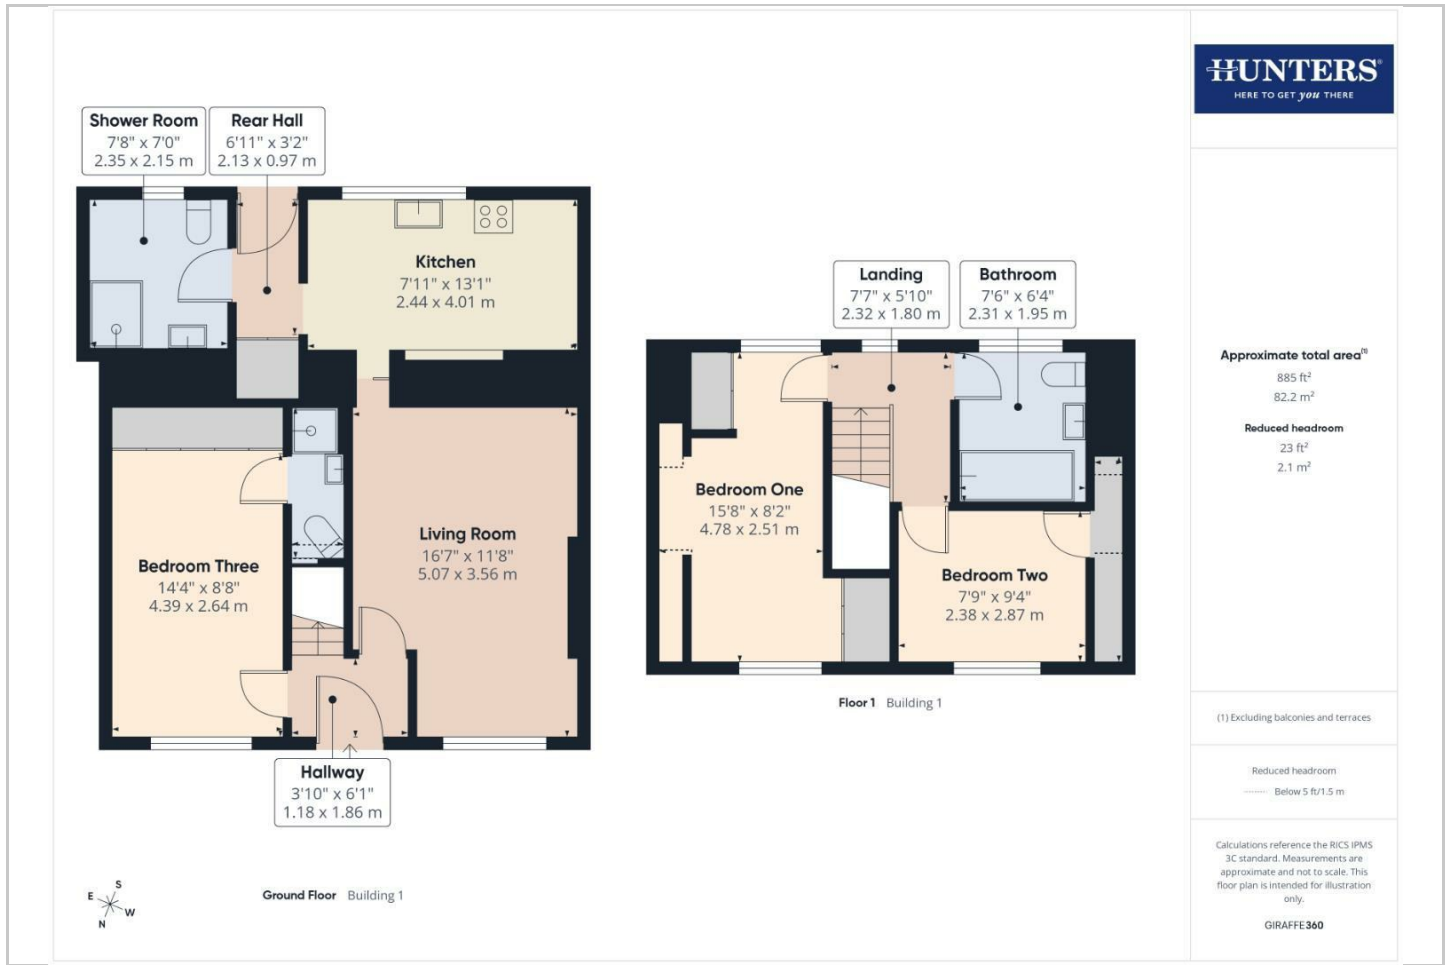 HUNTERS®
HERE TO GET you THERE
Shower Room
7'8" x 7'0"
2.35 x 2.15 m
Rear Hall
6'11" x 3'2"
2.13 x 0.97 m
Kitchen
7'11" x 13'1"
2.44 x 4.01 m
Living Room
16'7" x 11'8"
5.07 x 3.56 m
Bedroom Three
14'4" x 8'8"
4.39 x 2.64 m
Hallway
3'10" x 6'1"
1.18 x 1.86 m
Ground Floor Building 1
S
E
W
N
Landing
7'7" x 5'10"
2.32 x 1.80 m
Bathroom
7'6" x 6'4"
2.31 x 1.95 m
Bedroom One
15'8" x 8'2"
4.78 x 2.51 m
Bedroom Two
7'9" x 9'4"
2.38 x 2.87 m
Floor 1 Building 1
Approximate total area(1)
885 ft²
82.2 m²
Reduced headroom
23 ft²
2.1 m²
(1) Excluding balconies and terraces
Reduced headroom
Below 5 ft/1.5 m
Calculations reference the RICS IPMS
3C standard. Measurements are
approximate and not to scale. This
floor plan is intended for illustration
only.
GIRAFFE360